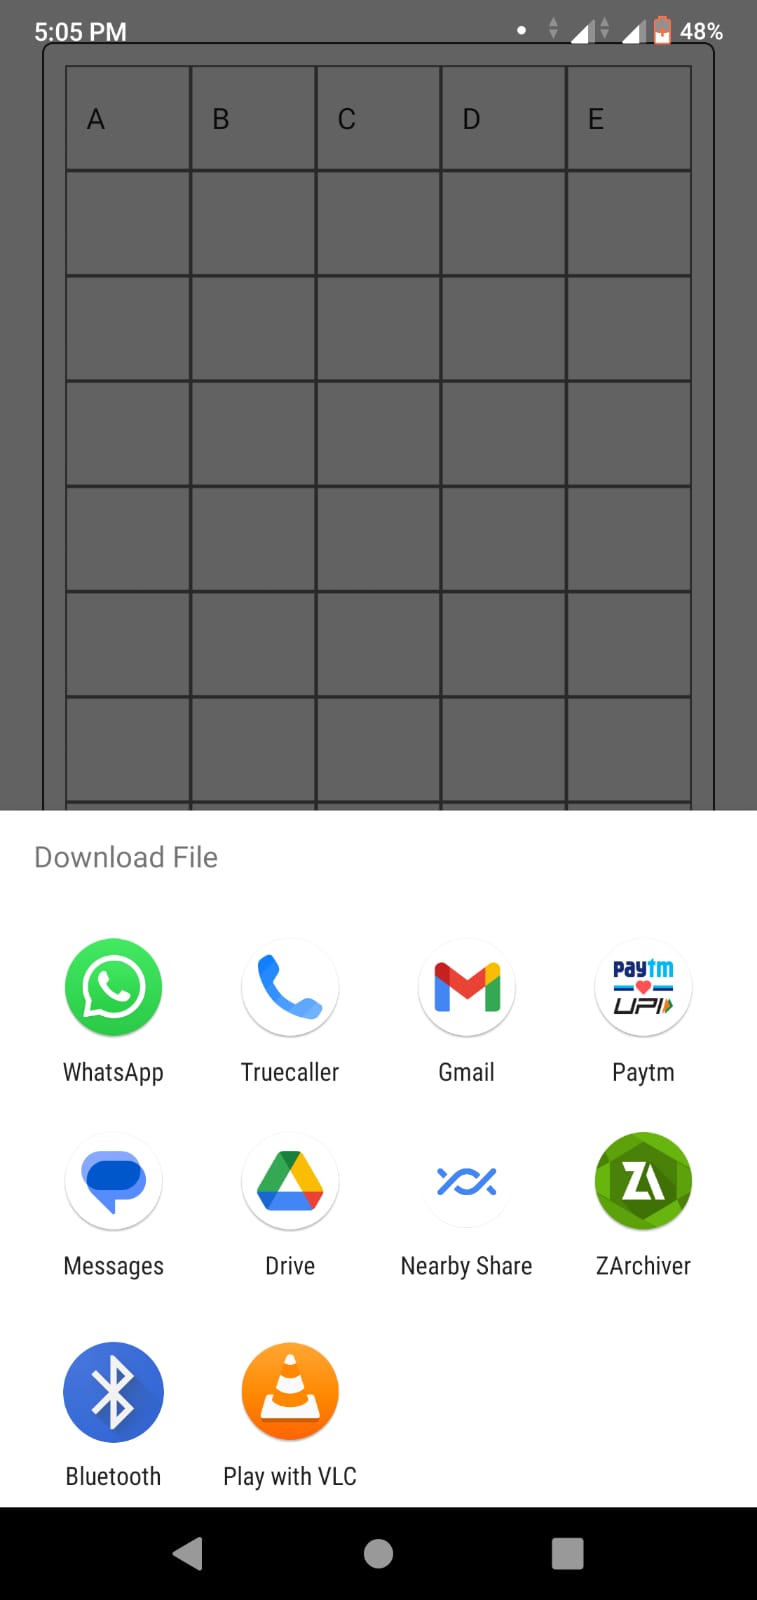 5:05 PM 48%
A B C D E
Download File
WhatsApp Truecaller Gmail Paytm
paytm
UPI
Messages Drive Nearby Share ZArchiver
ZA
Bluetooth Play with VLC